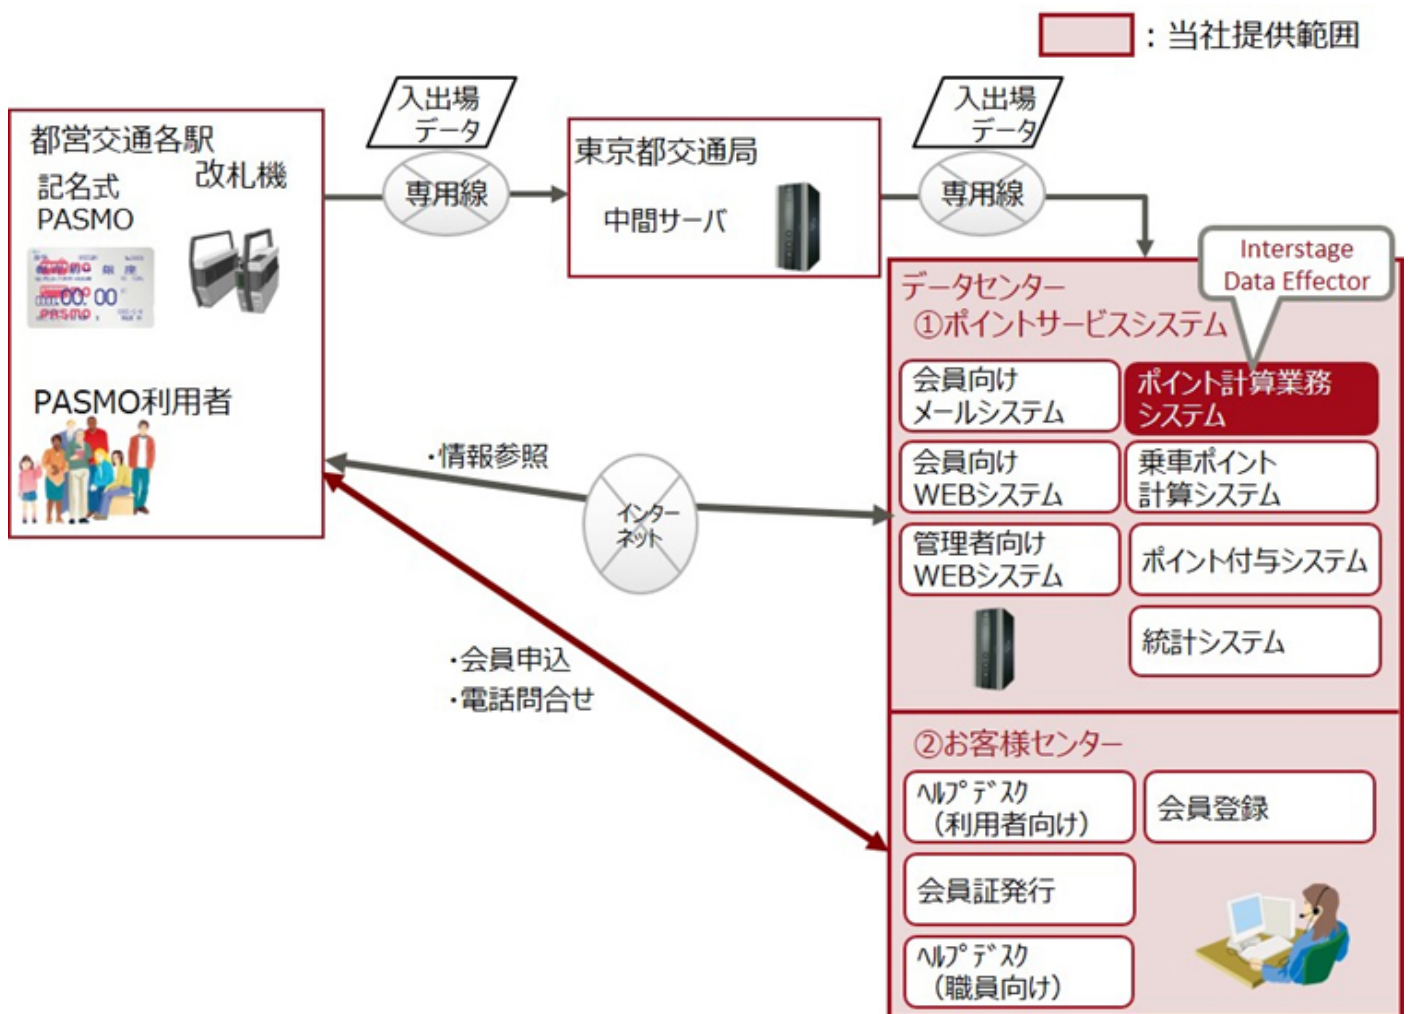 ：当社提供範囲
入出場
データ
入出場
データ
都営交通各駅
記名式
PASMO
改札機
専用線
東京都交通局
中間サーバ
専用線
Interstage
Data Effector
データセンター
①ポイントサービスシステム
会員向け
メールシステム
ポイント計算業務
システム
PASMO利用者
・情報参照
会員向け
WEBシステム
乗車ポイント
計算システム
インター
ネット
管理者向け
WEBシステム
ポイント付与システム
統計システム
・会員申込
・電話問合せ
②お客様センター
ﾍﾙﾌﾟﾃﾞｽｸ
（利用者向け）
会員登録
会員証発行
ﾍﾙﾌﾟﾃﾞｽｸ
（職員向け）